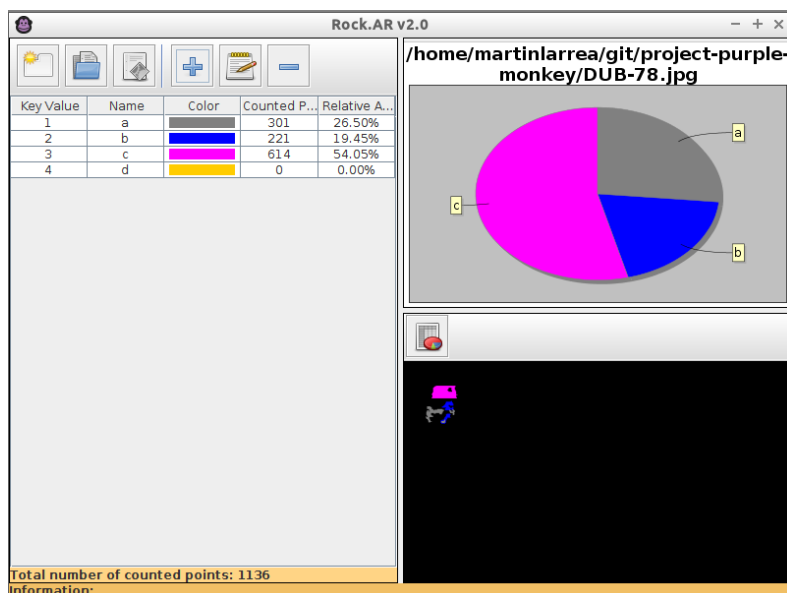 Rock.AR v2.0
/home/martinlarrea/git/project-purple-
monkey/DUB-78.jpg
Key Value Name Color Counted P... Relative A...
1 a 301 26.50%
2 b 221 19.45%
3 c 614 54.05%
4 d 0 0.00%
a
c
b
Total number of counted points: 1136
Information: